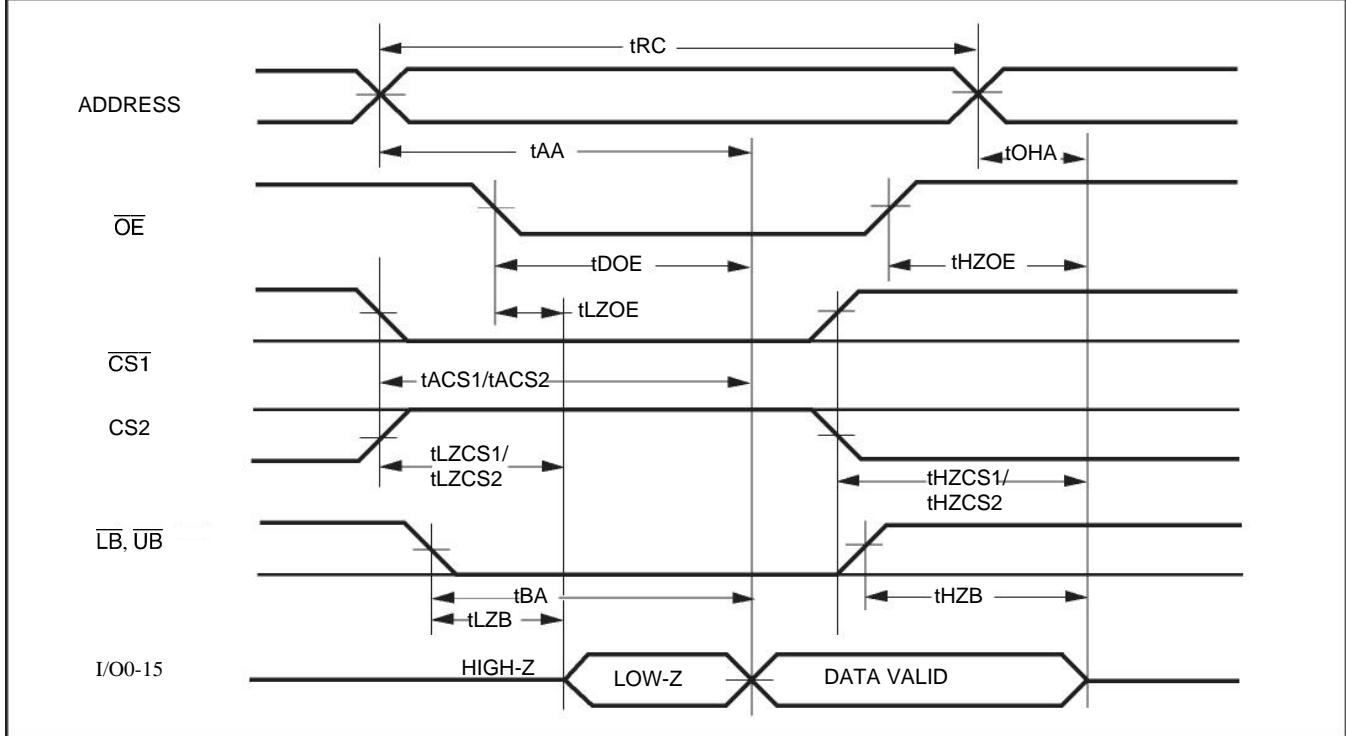 tRC
ADDRESS
tAA
tOHA
OE
tDOE
tHZOE
tLZOE
CS1
tACS1/tACS2
CS2
tLZCS1/
tLZCS2
tHZCS1/
tHZCS2
LB, UB
tBA
tHZB
tLZB
I/O0-15
HIGH-Z
LOW-Z
DATA VALID